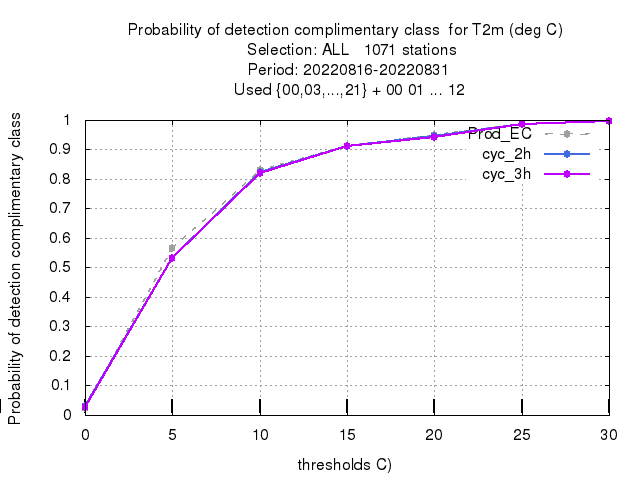 Probability of detection complimentary class  for T2m (deg C)
Selection: ALL   1071 stations
Period: 20220816-20220831
Used {00,03,...,21} + 00 01 ... 12
Probability of detection complimentary class
1
0.9
0.8
0.7
0.6
0.5
0.4
0.3
0.2
0.1
0
Prod_EC
cyc_2h
cyc_3h
0 5 10 15 20 25 30
thresholds C)